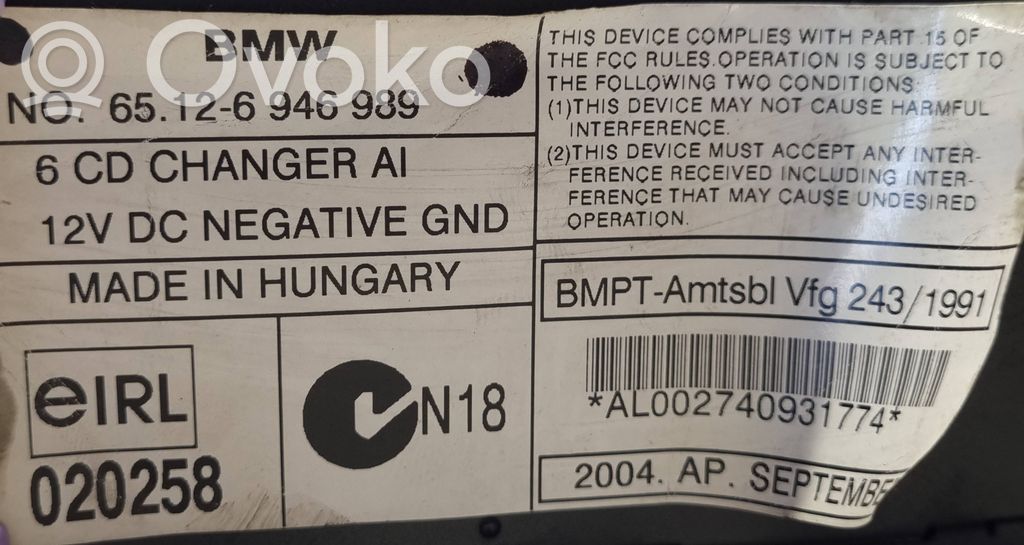 BMW
Ovoko
NO. 65.12-6 946 989
6 CD CHANGER AI
12V DC NEGATIVE GND
MADE IN HUNGARY
eIRL
020258
N18
THIS DEVICE COMPLIES WITH PART 15 OF
THE FCC RULES.OPERATION IS SUBJECT TO
THE FOLLOWING TWO CONDITIONS:
(1)THIS DEVICE MAY NOT CAUSE HARMFUL
INTERFERENCE.
(2)THIS DEVICE MUST ACCEPT ANY INTER-
FERENCE RECEIVED INCLUDING INTER-
FERENCE THAT MAY CAUSE UNDESIRED
OPERATION.
BMPT-Amtsbl Vfg 243/1991
*AL002740931774*
2004. AP. SEPTEMBE